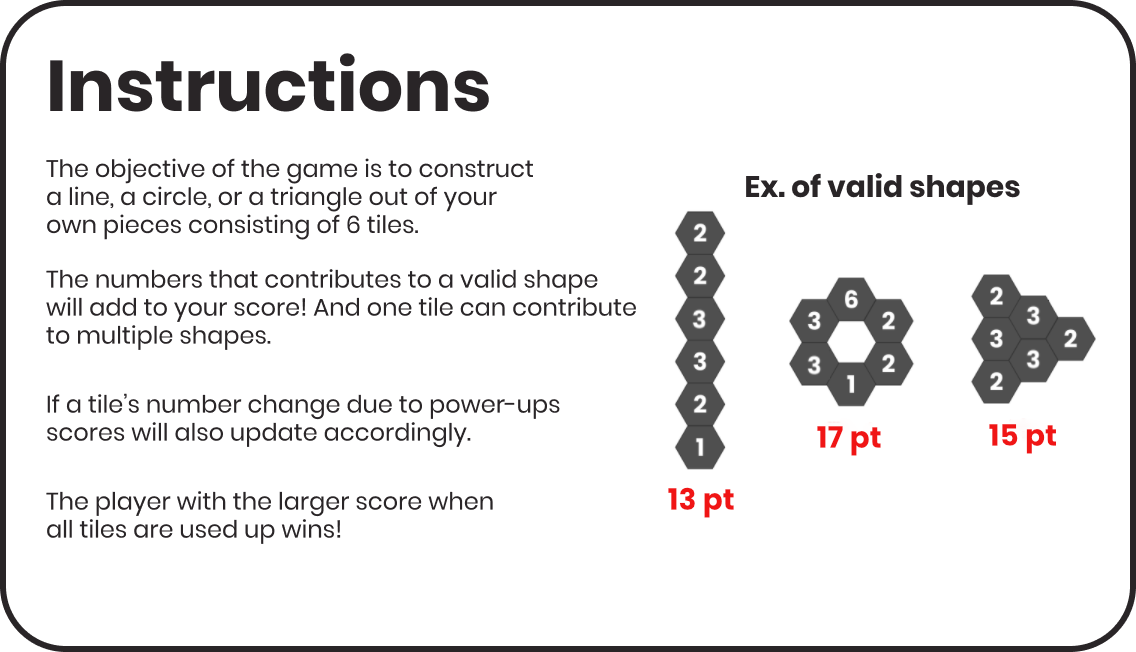 Instructions
The objective of the game is to construct
a line, a circle, or a triangle out of your
own pieces consisting of 6 tiles.
The numbers that contributes to a valid shape
will add to your score! And one tile can contribute
to multiple shapes.
If a tile's number change due to power-ups
scores will also update accordingly.
The player with the larger score when
all tiles are used up wins!
Ex. of valid shapes
2
2
3
3
2
1
13 pt
6
3 2
3 2
1
17 pt
2
3
3 2
3
2
15 pt